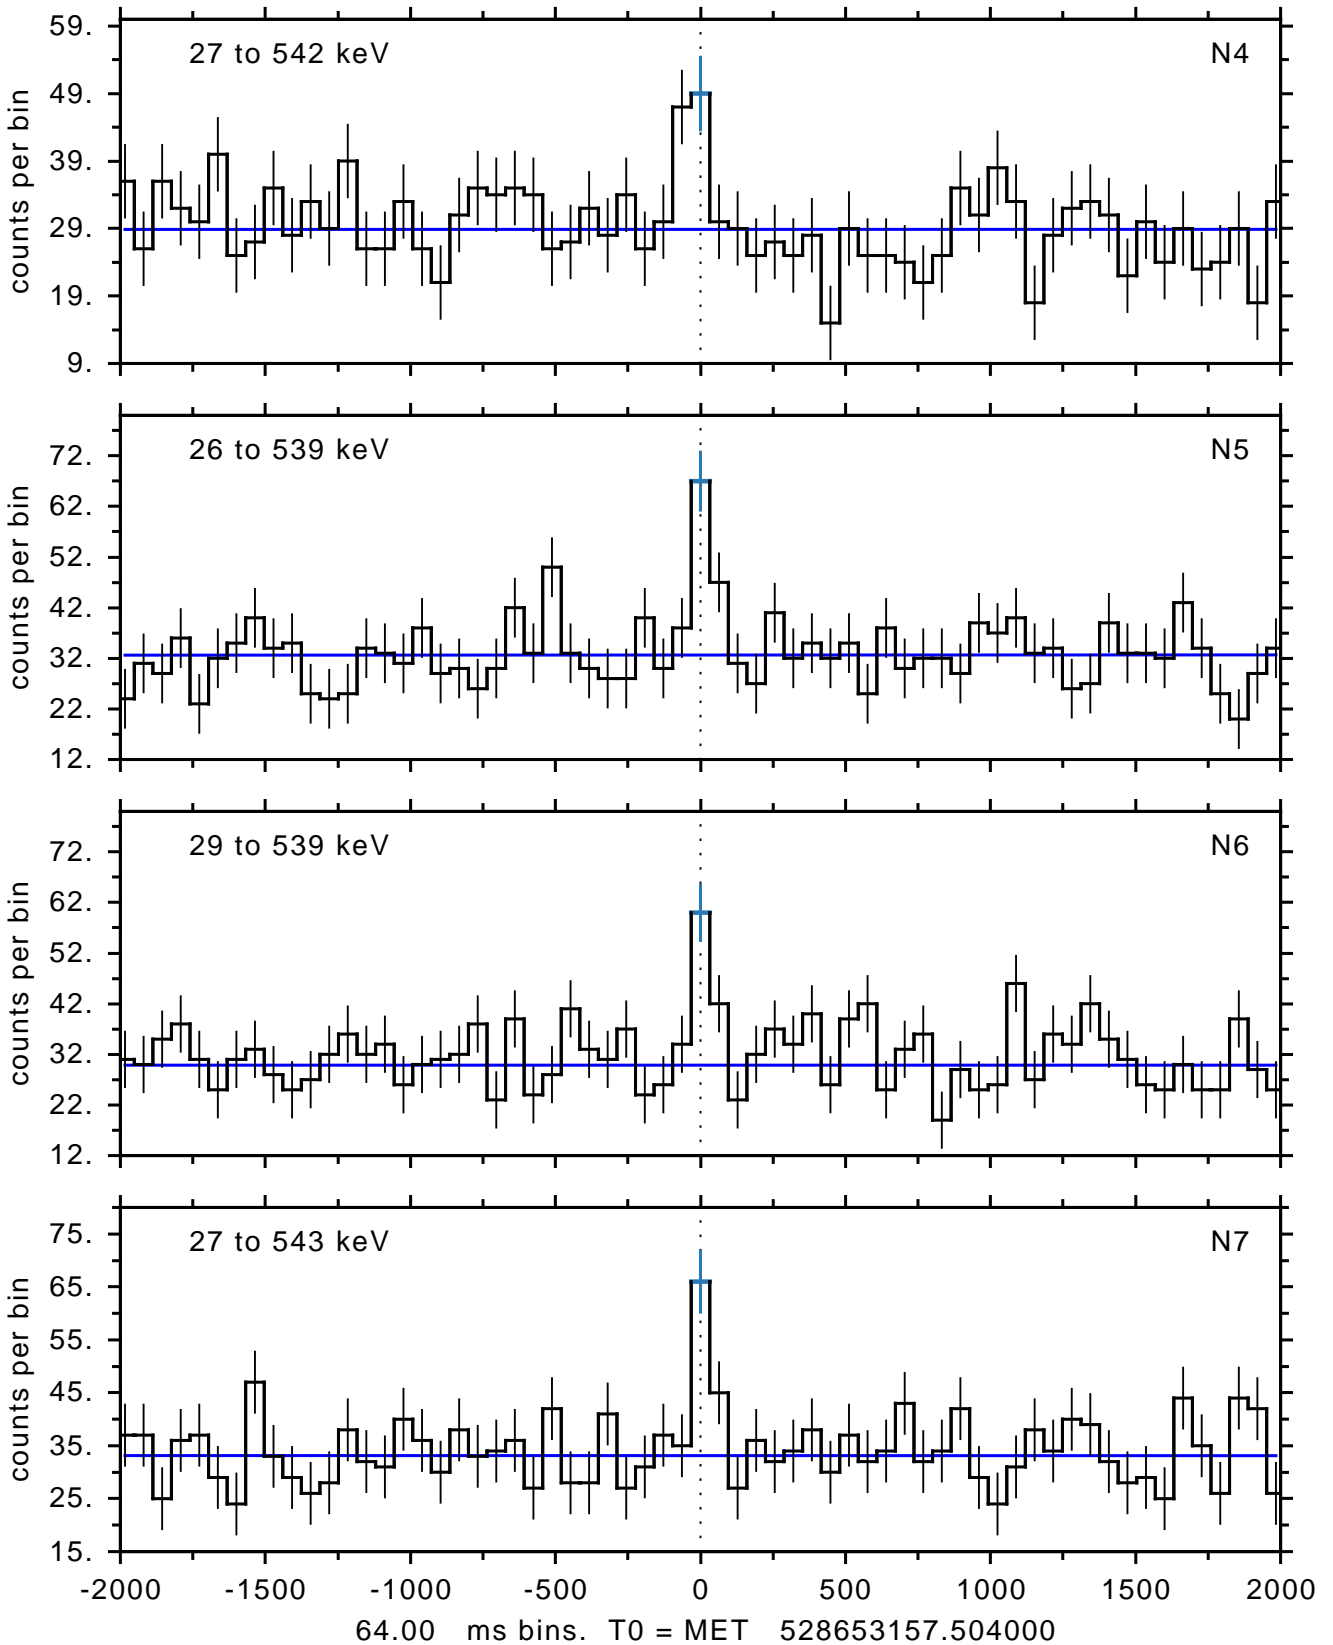 27 to 542 keV N4
59.
49.
39.
29.
19.
9.
counts per bin
26 to 539 keV N5
72.
62.
52.
42.
32.
22.
12.
counts per bin
29 to 539 keV N6
72.
62.
52.
42.
32.
22.
12.
counts per bin
27 to 543 keV N7
75.
65.
55.
45.
35.
25.
15.
counts per bin
-2000 -1500 -1000 -500 0 500 1000 1500 2000
64.00 ms bins. T0 = MET 528653157.504000